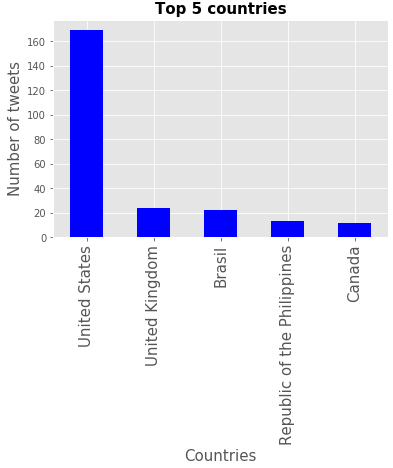 Top 5 countries
Number of tweets
160
140
120
100
80
60
40
20
0
United States
United Kingdom
Brasil
Republic of the Philippines
Canada
Countries